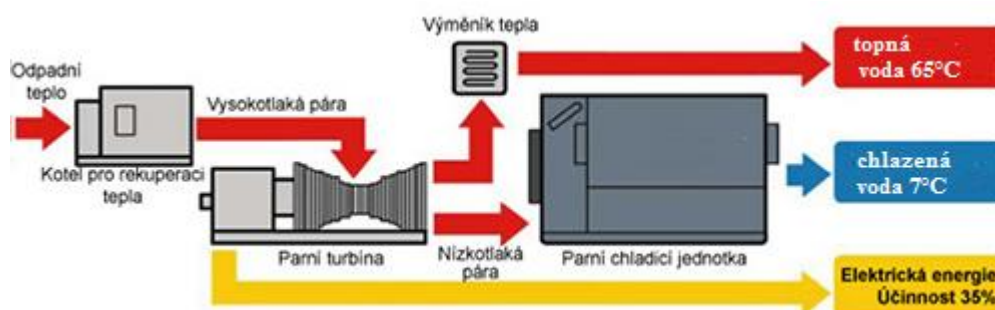 Výměník tepla
topná
voda 65°C
Odpadní
teplo
Vysokotlaká pára
Kotel pro rekuperaci
tepla
chlazená
voda 7°C
Parní turbína
Nízkotlaká
pára
Parní chladicí jednotka
Elektrická energie
Účinnost 35%